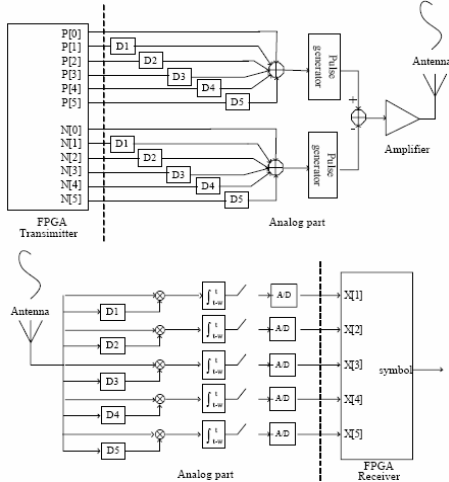 P[0]
P[1]
D1
P[2]
D2
P[3]
D3
P[4]
D4
P[5]
D5
Pulse generator
+
Antenna
N[0]
N[1]
D1
N[2]
D2
N[3]
D3
N[4]
D4
N[5]
D5
Pulse generator
-
Amplifier
FPGA
Transimitter
Analog part
Antenna
D1
∫ t t-w
A/D
X[1]
D2
∫ t t-w
A/D
X[2]
D3
∫ t t-w
A/D
X[3]
symbol
D4
∫ t t-w
A/D
X[4]
D5
∫ t t-w
A/D
X[5]
Analog part
FPGA
Receiver